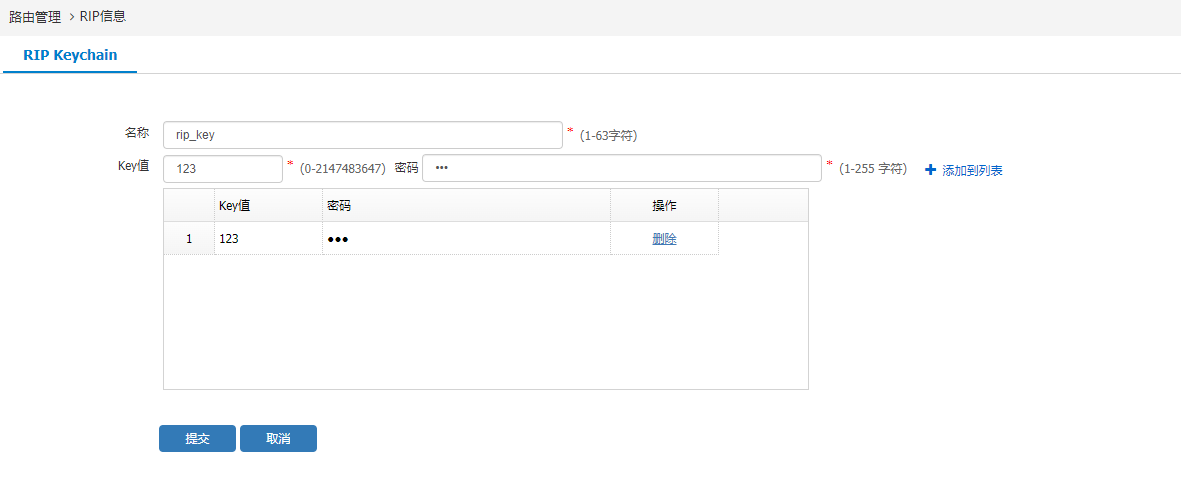 路由管理 > RIP信息
RIP Keychain
名称 rip_key * (1-63字符)
Key值 123 * (0-2147483647) 密码 ••• * (1-255 字符) + 添加到列表
Key值 密码 操作
1 123 ●●● 删除
提交 取消